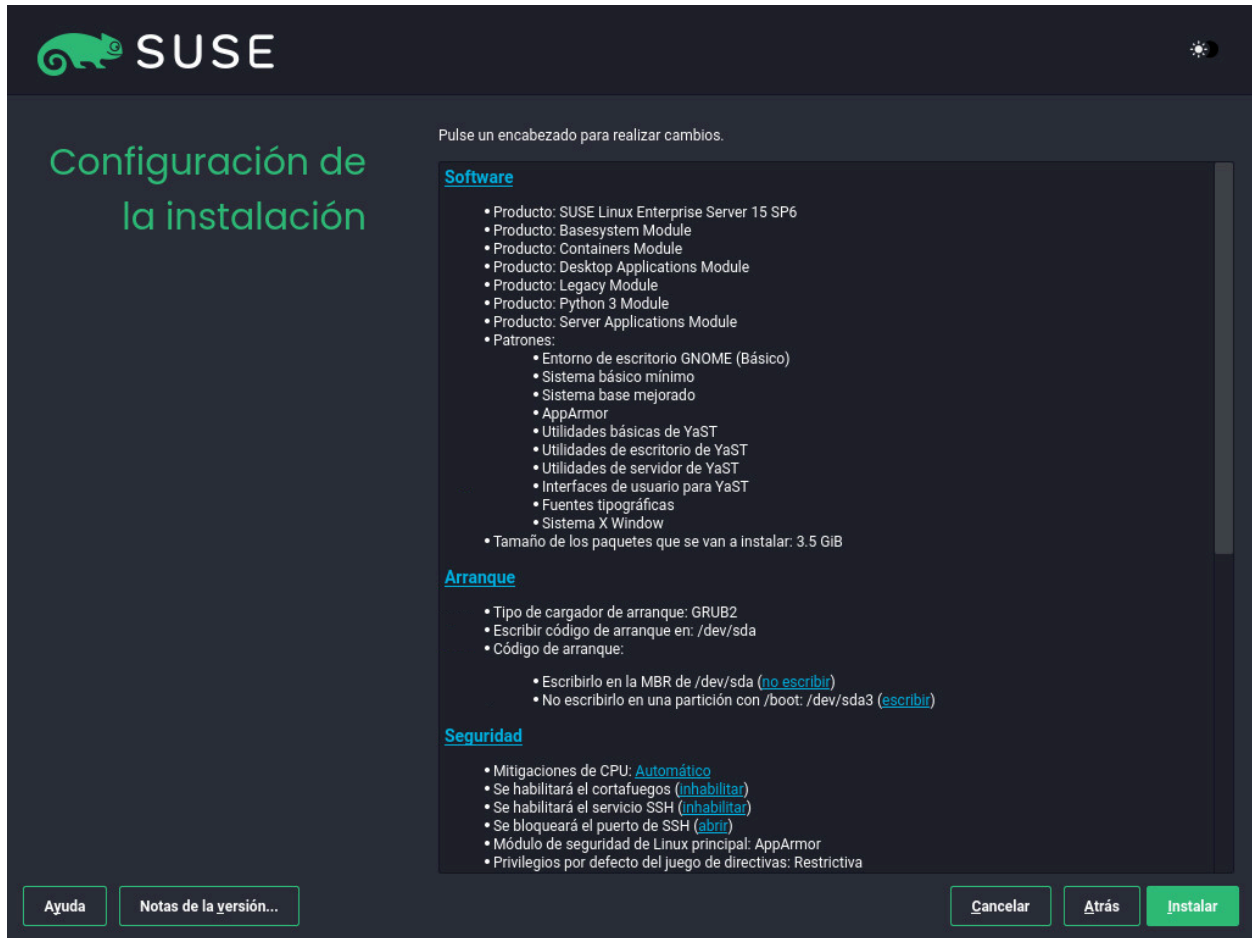 SUSE
Configuración de
la instalación
Pulse un encabezado para realizar cambios.
Software
• Producto: SUSE Linux Enterprise Server 15 SP6
• Producto: Basesystem Module
• Producto: Containers Module
• Producto: Desktop Applications Module
• Producto: Legacy Module
• Producto: Python 3 Module
• Producto: Server Applications Module
• Patrones:
• Entorno de escritorio GNOME (Básico)
• Sistema básico mínimo
• Sistema base mejorado
• AppArmor
• Utilidades básicas de YaST
• Utilidades de escritorio de YaST
• Utilidades de servidor de YaST
• Interfaces de usuario para YaST
• Fuentes tipográficas
• Sistema X Window
• Tamaño de los paquetes que se van a instalar: 3.5 GiB
Arranque
• Tipo de cargador de arranque: GRUB2
• Escribir código de arranque en: /dev/sda
• Código de arranque:
• Escribirlo en la MBR de /dev/sda (no escribir)
• No escribirlo en una partición con /boot: /dev/sda3 (escribir)
Seguridad
• Mitigaciones de CPU: Automático
• Se habilitará el cortafuegos (inhabilitar)
• Se habilitará el servicio SSH (inhabilitar)
• Se bloqueará el puerto de SSH (abrir)
• Módulo de seguridad de Linux principal: AppArmor
• Privilegios por defecto del juego de directivas: Restrictiva
Ayuda Notas de la versión... Cancelar Atrás Instalar